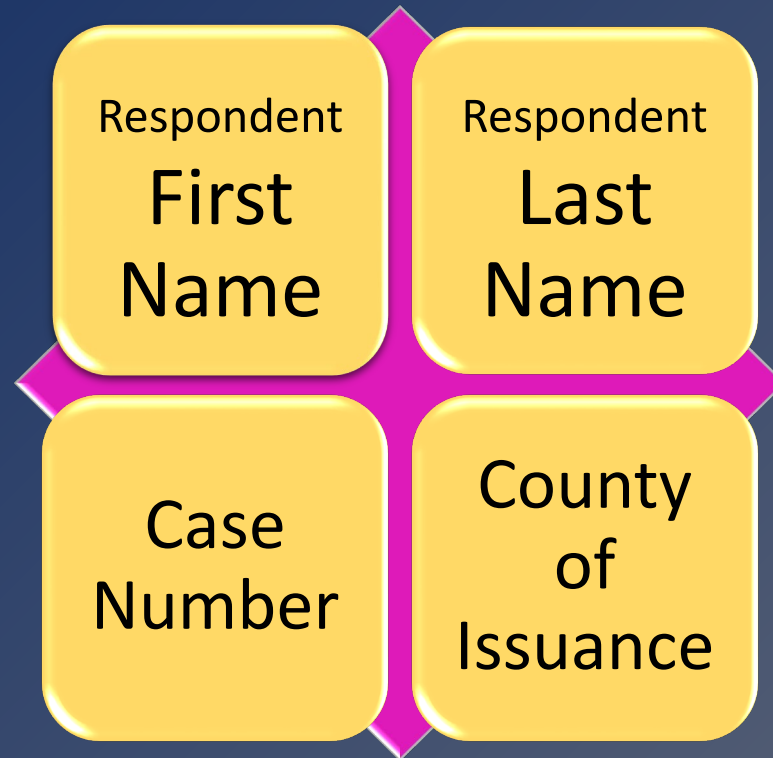 Respondent
First
Name
Respondent
Last
Name
Case
Number
County
of
Issuance